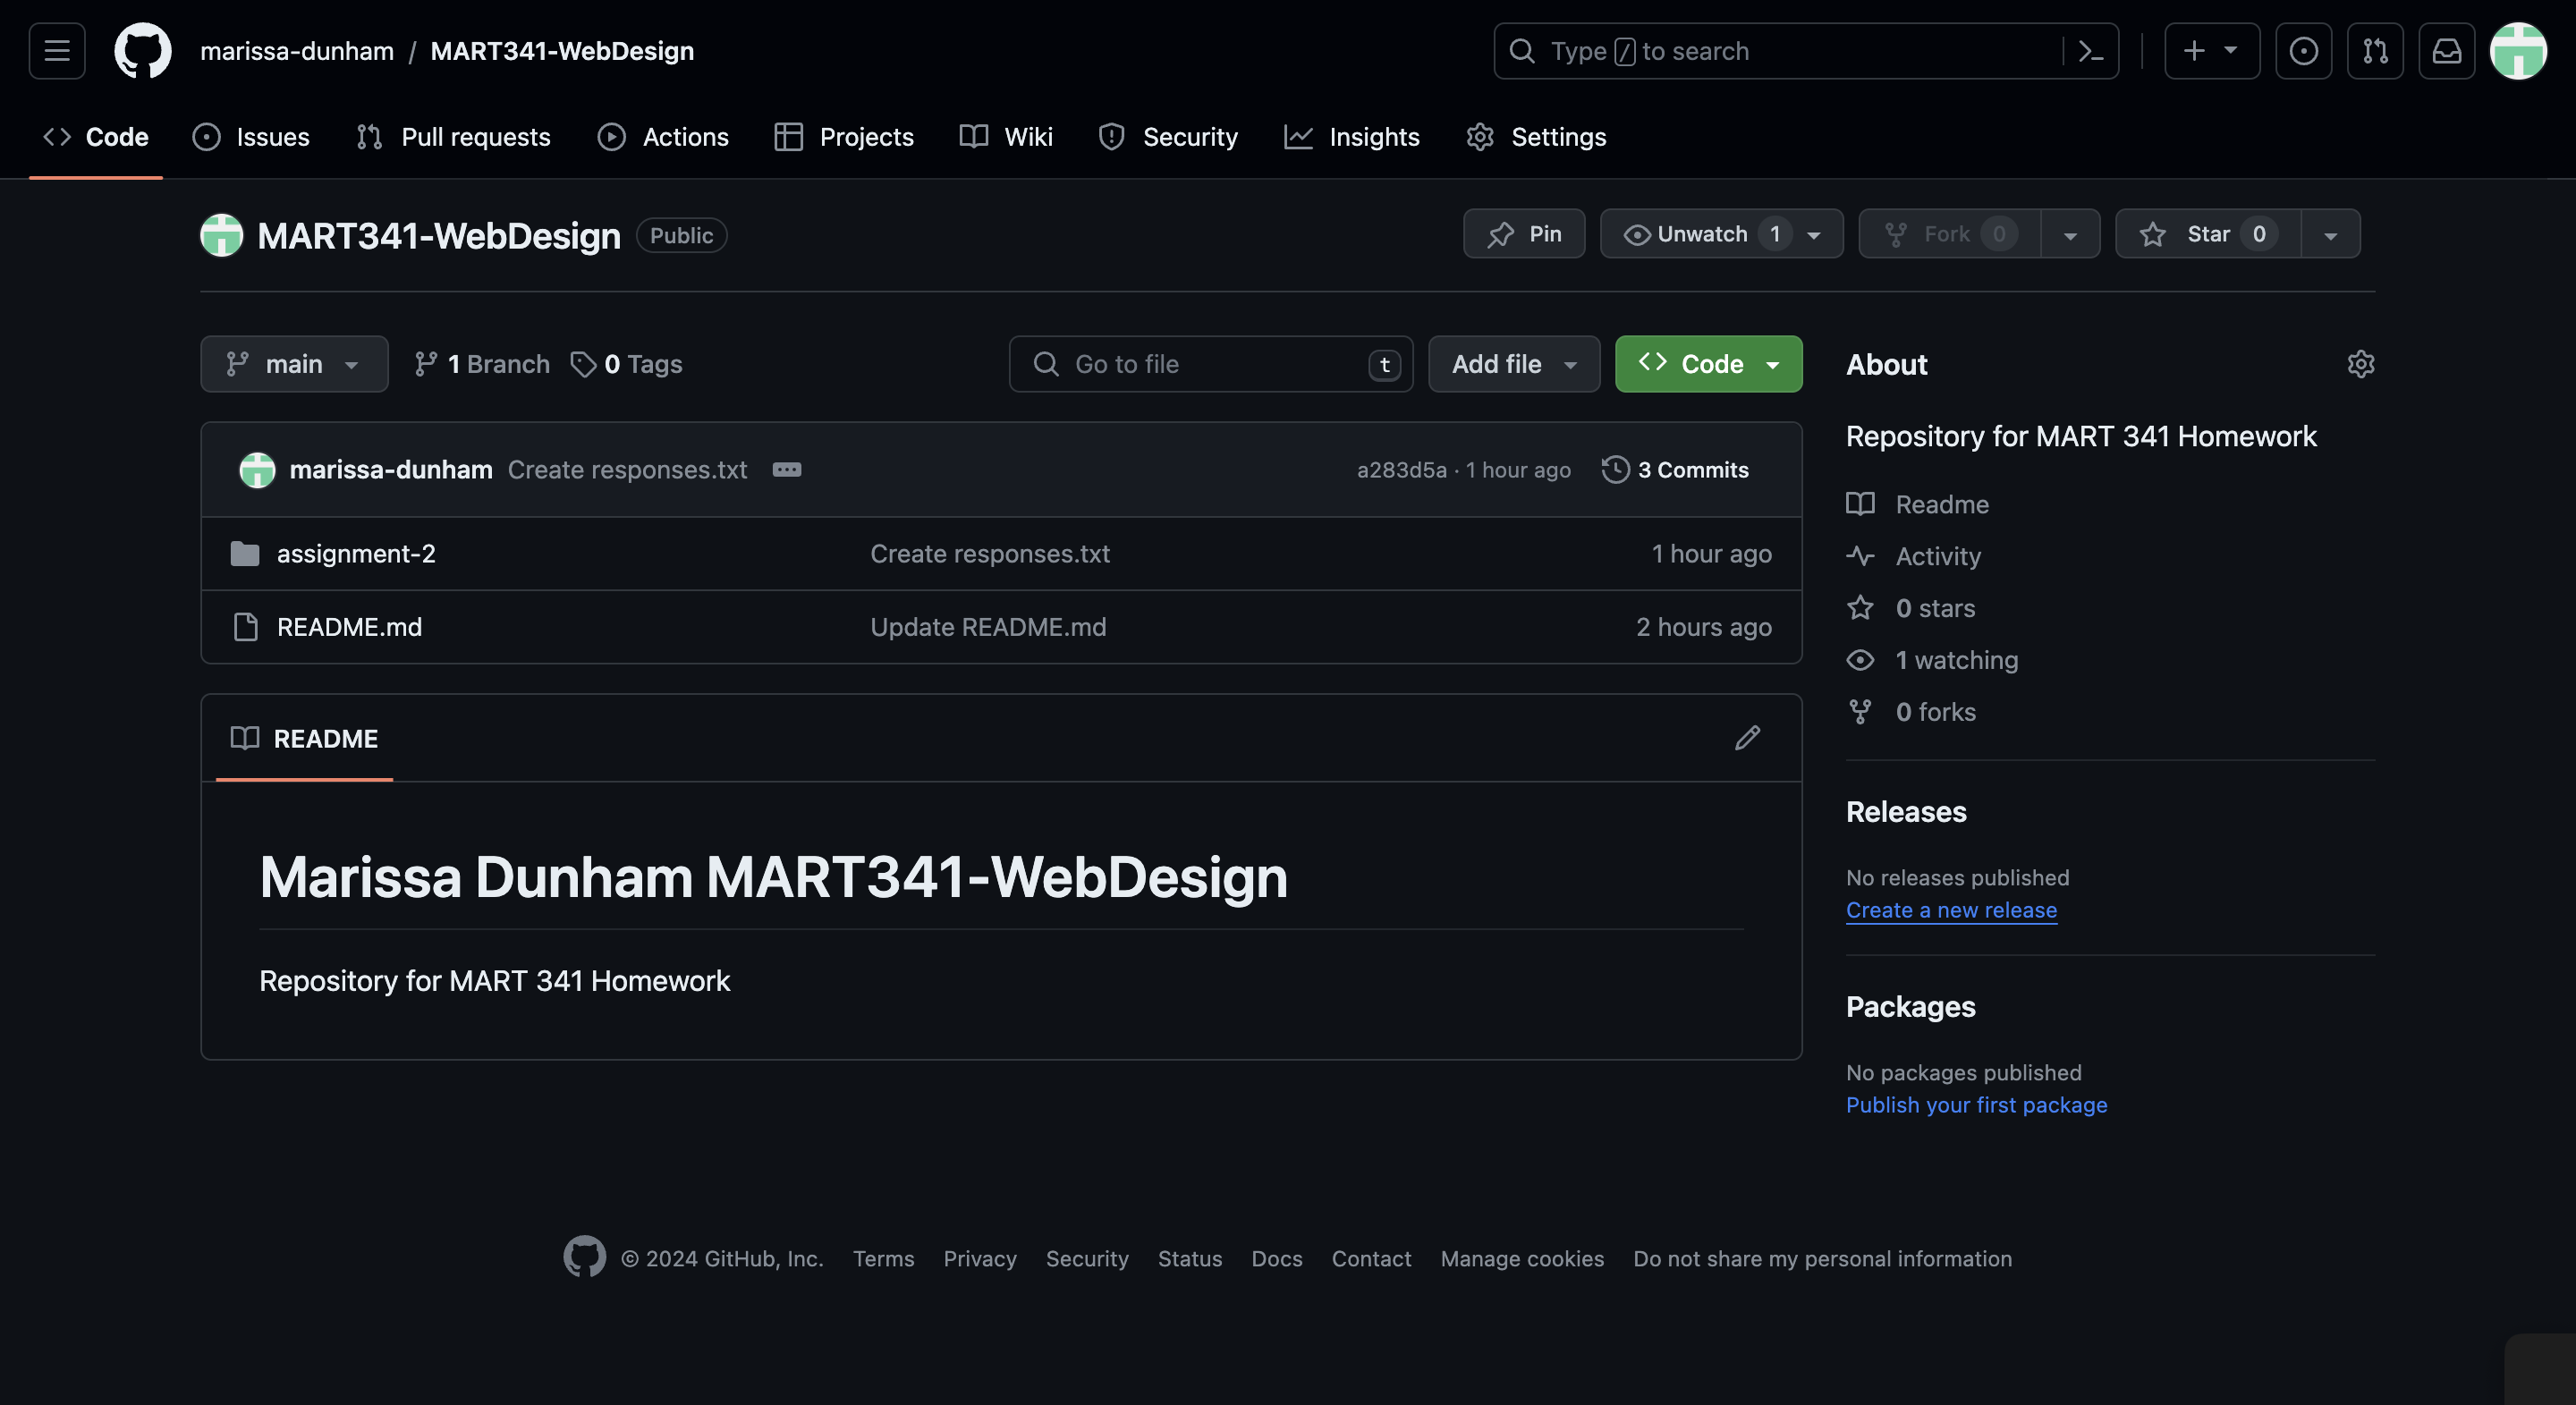 marissa-dunham / MART341-WebDesign
Type / to search
Code Issues Pull requests Actions Projects Wiki Security Insights Settings
MART341-WebDesign Public
Pin Unwatch 1 Fork 0 Star 0
main 1 Branch 0 Tags
Go to file t
Add file Code
marissa-dunham Create responses.txt a283d5a · 1 hour ago 3 Commits
assignment-2 Create responses.txt 1 hour ago
README.md Update README.md 2 hours ago
README
Marissa Dunham MART341-WebDesign
Repository for MART 341 Homework
About
Repository for MART 341 Homework
Readme
Activity
0 stars
1 watching
0 forks
Releases
No releases published
Create a new release
Packages
No packages published
Publish your first package
© 2024 GitHub, Inc. Terms Privacy Security Status Docs Contact Manage cookies Do not share my personal information